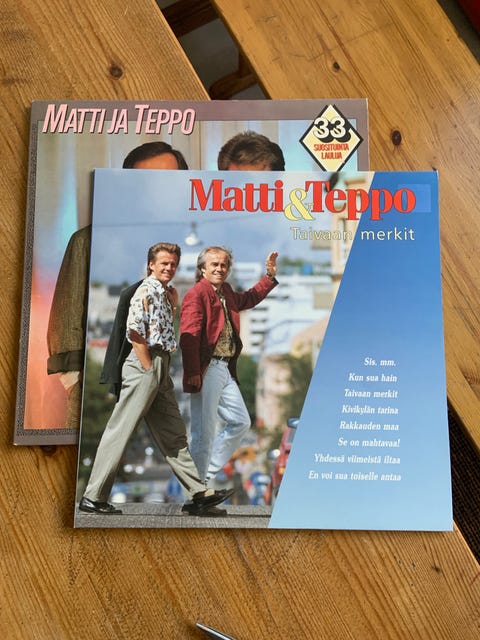 MATTI JA TEPPO
33
SUOSITUINTA
LAULUA
Matti&Teppo
Taivaan merkit
Sis. mm.
Kun sua hain
Taivaan merkit
Kivikylän tarina
Rakkauden maa
Se on mahtavaa!
Yhdessä viimeistä iltaa
En voi sua toiselle antaa